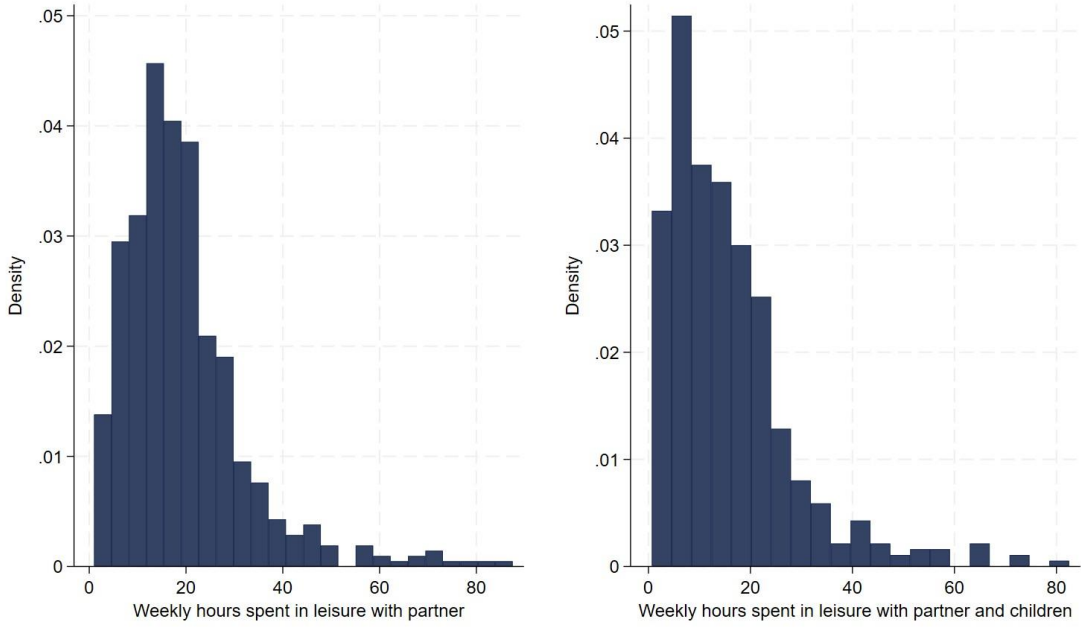 .05
.04
.03
.02
.01
0
Density
0 20 40 60 80
Weekly hours spent in leisure with partner
.05
.04
.03
.02
.01
0
Density
0 20 40 60 80
Weekly hours spent in leisure with partner and children